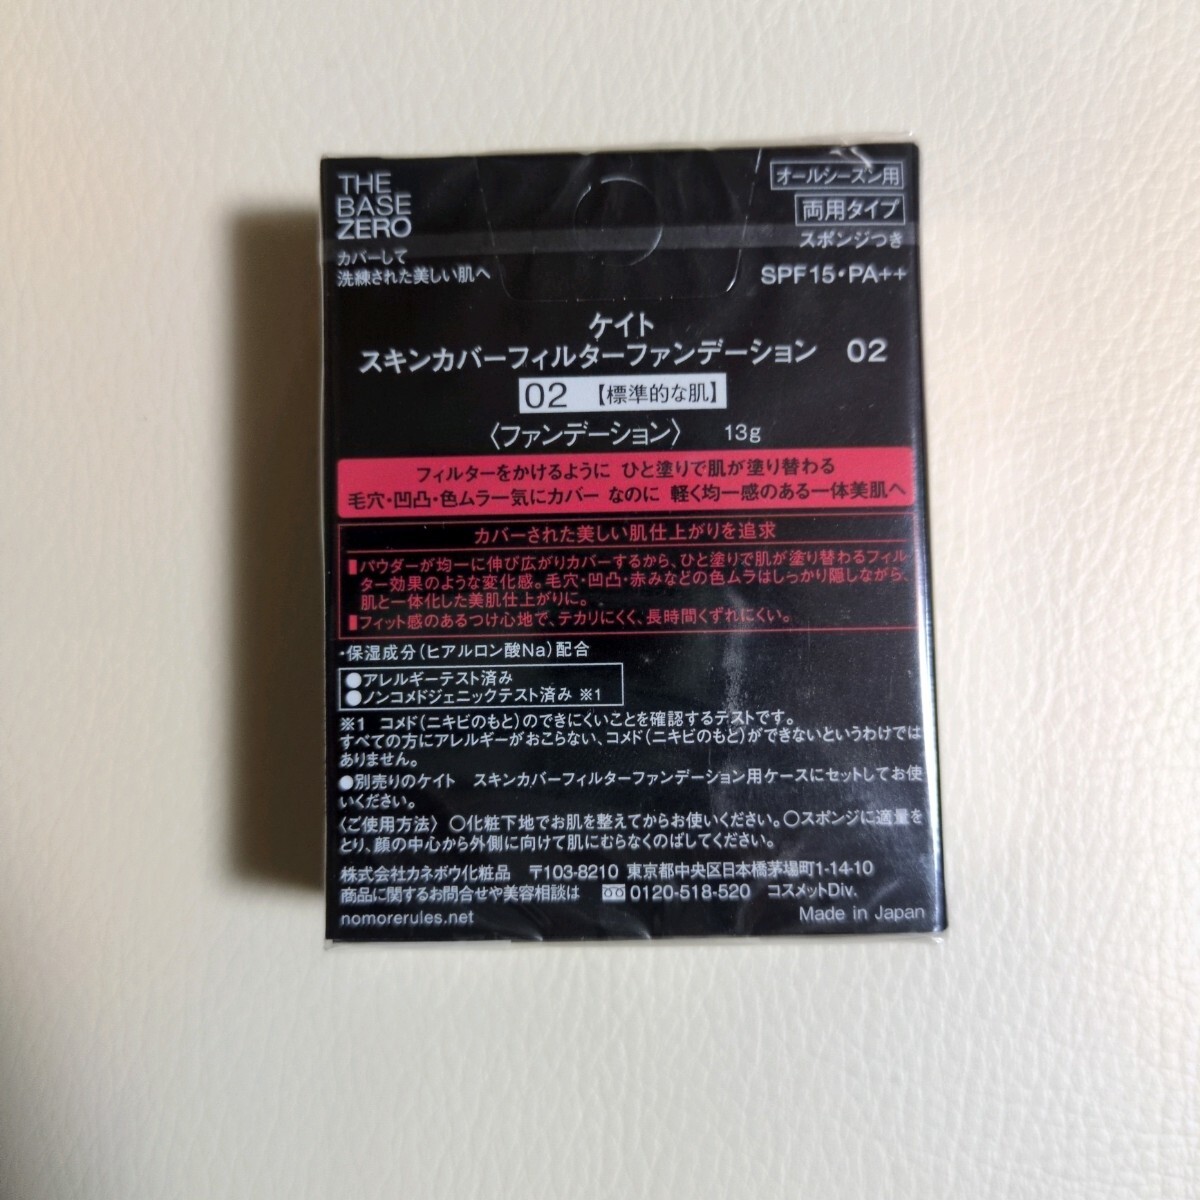 THE
BASE
ZERO
カバーして
洗練された美しい肌へ
オールシーズン用
両用タイプ
スポンジつき
SPF15・PA++
ケイト
スキンカバーフィルターファンデーション 02
02 【標準的な肌】
〈ファンデーション〉 13g
フィルターをかけるように ひと塗りで肌が塗り替わる
毛穴・凹凸・色ムラ一気にカバー なのに 軽く均一感のある一体美肌へ
カバーされた美しい肌仕上がりを追求
▮パウダーが均一に伸び広がりカバーするから、ひと塗りで肌が塗り替わるフィル
ター効果のような変化感。毛穴・凹凸・赤みなどの色ムラはしっかり隠しながら、
肌と一体化した美肌仕上がりに。
▮フィット感のあるつけ心地で、テカリにくく、長時間くずれにくい。
・保湿成分(ヒアルロン酸Na)配合
●アレルギーテスト済み
●ノンコメドジェニックテスト済み ※1
※1 コメド(ニキビのもと)のできにくいことを確認するテストです。
すべての方にアレルギーがおこらない、コメド(ニキビのもと)ができないというわけでは
ありません。
●別売りのケイト スキンカバーフィルターファンデーション用ケースにセットしてお使
いください。
〈ご使用方法〉 ○化粧下地でお肌を整えてからお使いください。○スポンジに適量を
とり、顔の中心から外側に向けて肌にむらなくのばしてください。
株式会社カネボウ化粧品 〒103-8210 東京都中央区日本橋茅場町1-14-10
商品に関するお問合せや美容相談は 0120-518-520 コスメットDiv.
nomorerules.net
Made in Japan